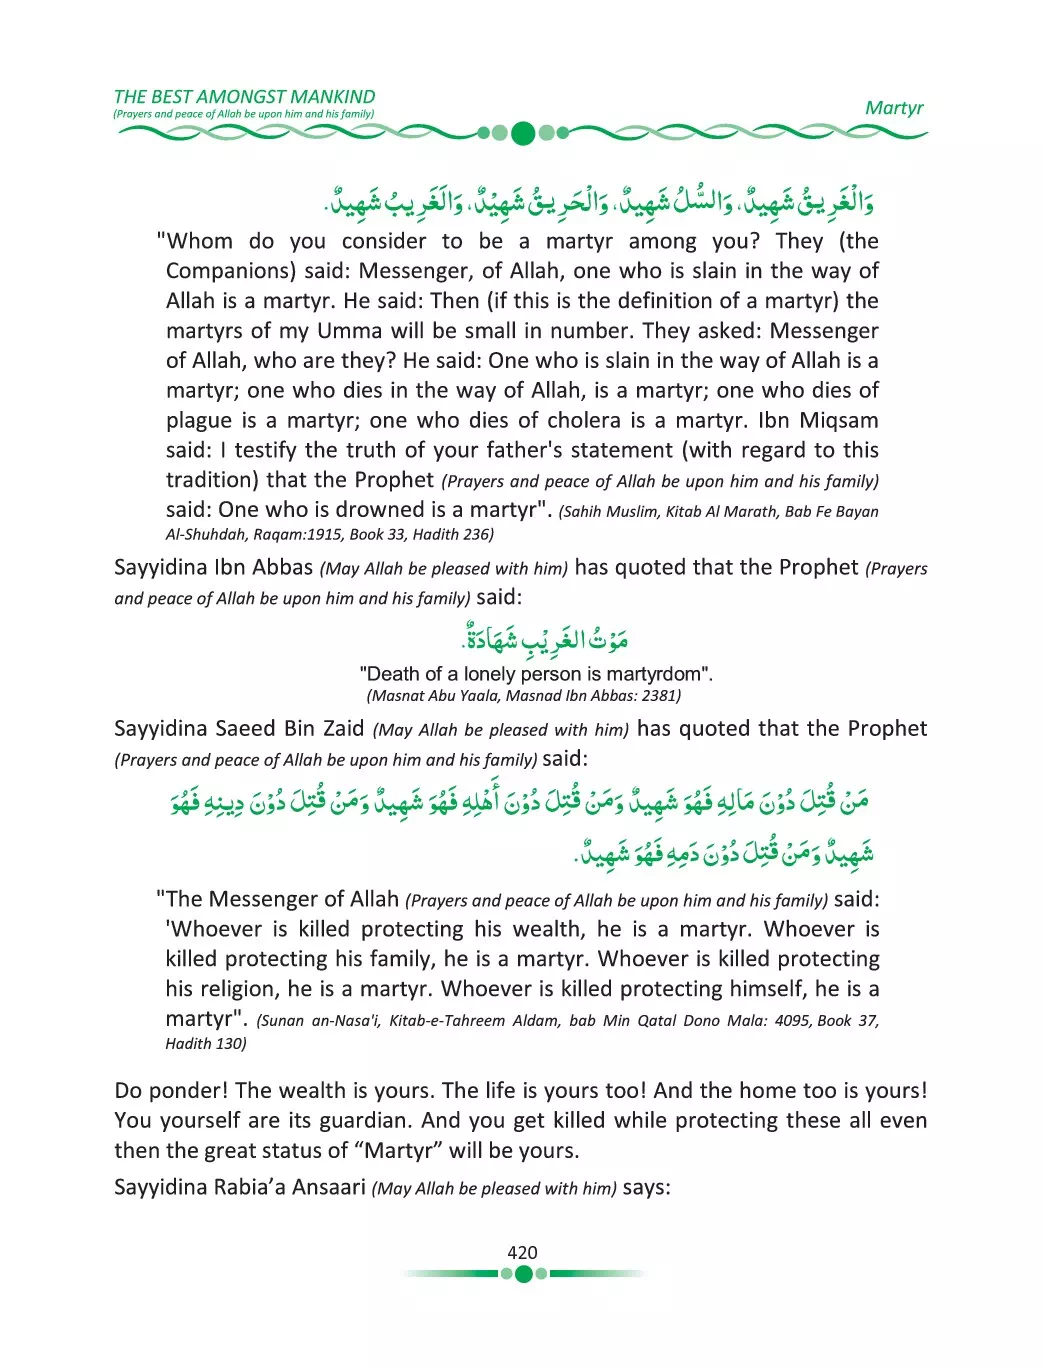 THE BEST AMONGST MANKIND
(Prayers and peace of Allah be upon him and his family)
Martyr
وَالْغَرِيقُ شَهِيدٌ، وَالسُّلُ شَهِيدٌ، وَالْحَرِيقُ شَهِيْدٌ، وَالَغَرِيبُ شَهِيدٌ.
"Whom do you consider to be a martyr among you? They (the
Companions) said: Messenger, of Allah, one who is slain in the way of
Allah is a martyr. He said: Then (if this is the definition of a martyr) the
martyrs of my Umma will be small in number. They asked: Messenger
of Allah, who are they? He said: One who is slain in the way of Allah is a
martyr; one who dies in the way of Allah, is a martyr; one who dies of
plague is a martyr; one who dies of cholera is a martyr. Ibn Miqsam
said: I testify the truth of your father's statement (with regard to this
tradition) that the Prophet (Prayers and peace of Allah be upon him and his family)
said: One who is drowned is a martyr". (Sahih Muslim, Kitab Al Marath, Bab Fe Bayan
Al-Shuhdah, Raqam:1915, Book 33, Hadith 236)
Sayyidina Ibn Abbas (May Allah be pleased with him) has quoted that the Prophet (Prayers
and peace of Allah be upon him and his family) said:
مَوْتُ الغَرِيْبِ شَهَادَةٌ.
"Death of a lonely person is martyrdom".
(Masnat Abu Yaala, Masnad Ibn Abbas: 2381)
Sayyidina Saeed Bin Zaid (May Allah be pleased with him) has quoted that the Prophet
(Prayers and peace of Allah be upon him and his family) said:
مَنْ قُتِلَ دُوْنَ مَالِهِ فَهُوَ شَهِيدٌ وَمَنْ قُتِلَ دُوْنَ أَهْلِهِ فَهُوَ شَهِيدٌ وَمَنْ قُتِلَ دُوْنَ دِينِهِ فَهُوَ
شَهِيدٌ وَمَنْ قُتِلَ دُوْنَ دَمِهِ فَهُوَ شَهِيدٌ.
"The Messenger of Allah (Prayers and peace of Allah be upon him and his family) said:
'Whoever is killed protecting his wealth, he is a martyr. Whoever is
killed protecting his family, he is a martyr. Whoever is killed protecting
his religion, he is a martyr. Whoever is killed protecting himself, he is a
martyr". (Sunan an-Nasa'i, Kitab-e-Tahreem Aldam, bab Min Qatal Dono Mala: 4095, Book 37,
Hadith 130)
Do ponder! The wealth is yours. The life is yours too! And the home too is yours!
You yourself are its guardian. And you get killed while protecting these all even
then the great status of “Martyr” will be yours.
Sayyidina Rabia’a Ansaari (May Allah be pleased with him) says:
420